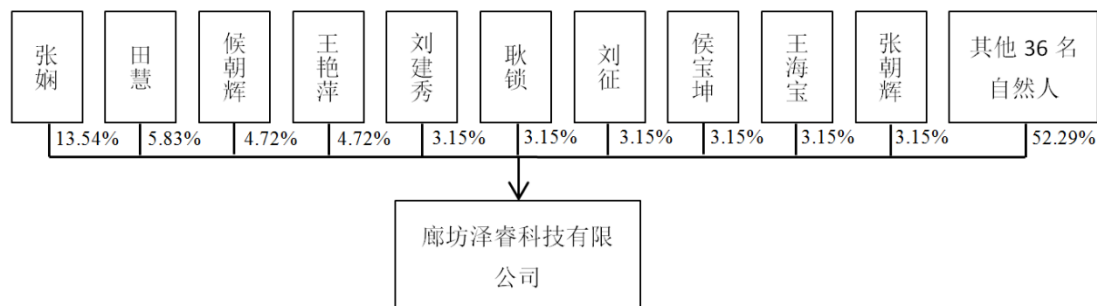 张娴
田慧
候朝辉
王艳萍
刘建秀
耿锁
刘征
侯宝坤
王海宝
张朝辉
其他 36 名
自然人
13.54%
5.83%
4.72%
4.72%
3.15%
3.15%
3.15%
3.15%
3.15%
3.15%
52.29%
廊坊泽睿科技有限
公司